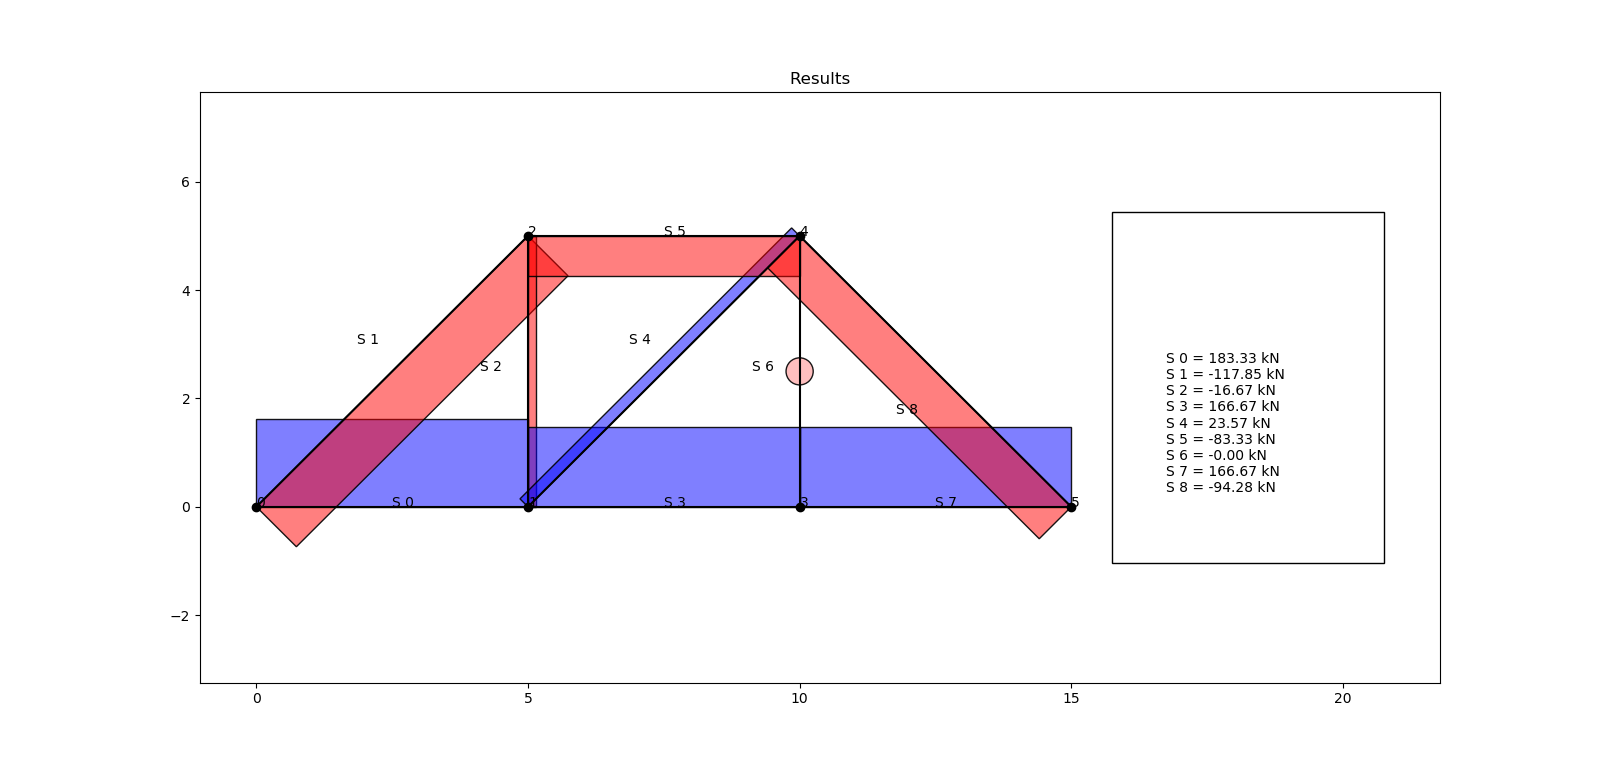 Results
6
4
2
0
−2
0
5
10
15
20
2
S 5
4
S 1
S 4
S 2
S 6
S 8
0
S 0
1
S 3
3
S 7
5
S 0 = 183.33 kN
S 1 = -117.85 kN
S 2 = -16.67 kN
S 3 = 166.67 kN
S 4 = 23.57 kN
S 5 = -83.33 kN
S 6 = -0.00 kN
S 7 = 166.67 kN
S 8 = -94.28 kN